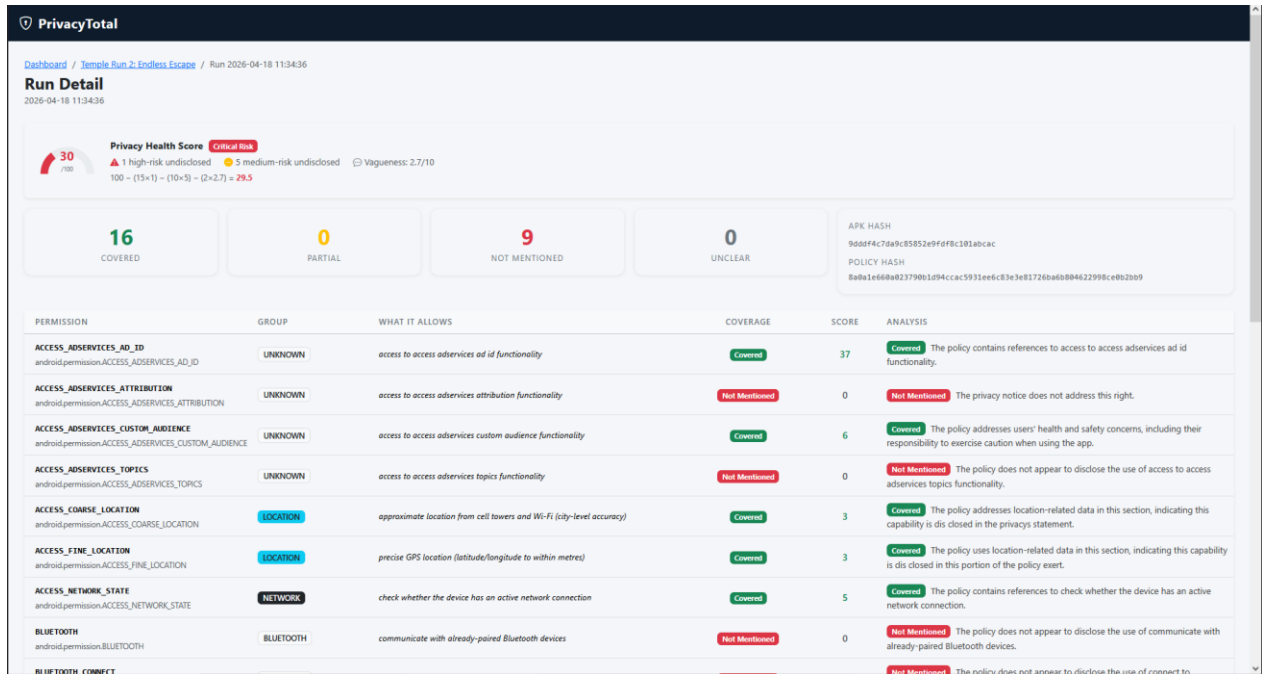 PrivacyTotal
Dashboard / Temple Run 2: Endless Escape / Run 2026-04-18 11:34:36
Run Detail
2026-04-18 11:34:36
30
/100
Privacy Health Score Critical Risk
1 high-risk undisclosed 5 medium-risk undisclosed Vagueness: 2.7/10
100 − (15×1) − (10×5) − (2×2.7) = 29.5
16
COVERED
0
PARTIAL
9
NOT MENTIONED
0
UNCLEAR
APK HASH
9dddf4c7da9c85852e9fdf8c101abcac
POLICY HASH
8a0a1e660a023790b1d94ccac5931ee6c83e3e81726ba6b804622998ce0b2bb9
PERMISSION GROUP WHAT IT ALLOWS COVERAGE SCORE ANALYSIS
ACCESS_ADSERVICES_AD_ID
android.permission.ACCESS_ADSERVICES_AD_ID
UNKNOWN
access to access adservices ad id functionality
Covered
37
Covered The policy contains references to access to access adservices ad id
functionality.
ACCESS_ADSERVICES_ATTRIBUTION
android.permission.ACCESS_ADSERVICES_ATTRIBUTION
UNKNOWN
access to access adservices attribution functionality
Not Mentioned
0
Not Mentioned The privacy notice does not address this right.
ACCESS_ADSERVICES_CUSTOM_AUDIENCE
android.permission.ACCESS_ADSERVICES_CUSTOM_AUDIENCE
UNKNOWN
access to access adservices custom audience functionality
Covered
6
Covered The policy addresses users' health and safety concerns, including their
responsibility to exercise caution when using the app.
ACCESS_ADSERVICES_TOPICS
android.permission.ACCESS_ADSERVICES_TOPICS
UNKNOWN
access to access adservices topics functionality
Not Mentioned
0
Not Mentioned The policy does not appear to disclose the use of access to access
adservices topics functionality.
ACCESS_COARSE_LOCATION
android.permission.ACCESS_COARSE_LOCATION
LOCATION
approximate location from cell towers and Wi-Fi (city-level accuracy)
Covered
3
Covered The policy addresses location-related data in this section, indicating this
capability is dis closed in the privacys statement.
ACCESS_FINE_LOCATION
android.permission.ACCESS_FINE_LOCATION
LOCATION
precise GPS location (latitude/longitude to within metres)
Covered
3
Covered The policy uses location-related data in this section, indicating this capability
is dis closed in this portion of the policy exert.
ACCESS_NETWORK_STATE
android.permission.ACCESS_NETWORK_STATE
NETWORK
check whether the device has an active network connection
Covered
5
Covered The policy contains references to check whether the device has an active
network connection.
BLUETOOTH
android.permission.BLUETOOTH
BLUETOOTH
communicate with already-paired Bluetooth devices
Not Mentioned
0
Not Mentioned The policy does not appear to disclose the use of communicate with
already-paired Bluetooth devices.
BLUETOOTH_CONNECT
Not Mentioned The policy does not appear to disclose the use of connect to